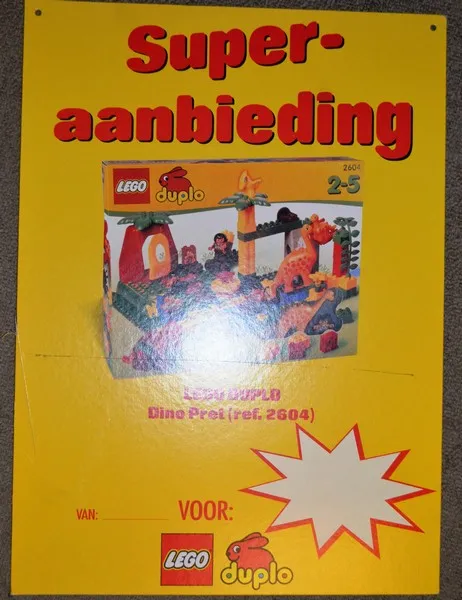 Super-
aanbieding
2604
LEGO duplo 2-5
LEGO DUPLO
Dino Pret (ref. 2604)
VAN: VOOR:
LEGO duplo